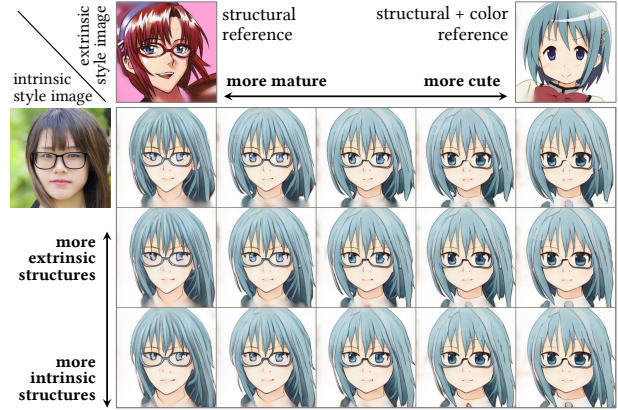 extrinsic
style image
intrinsic
style image
structural
reference
structural + color
reference
more mature
more cute
more
extrinsic
structures
more
intrinsic
structures